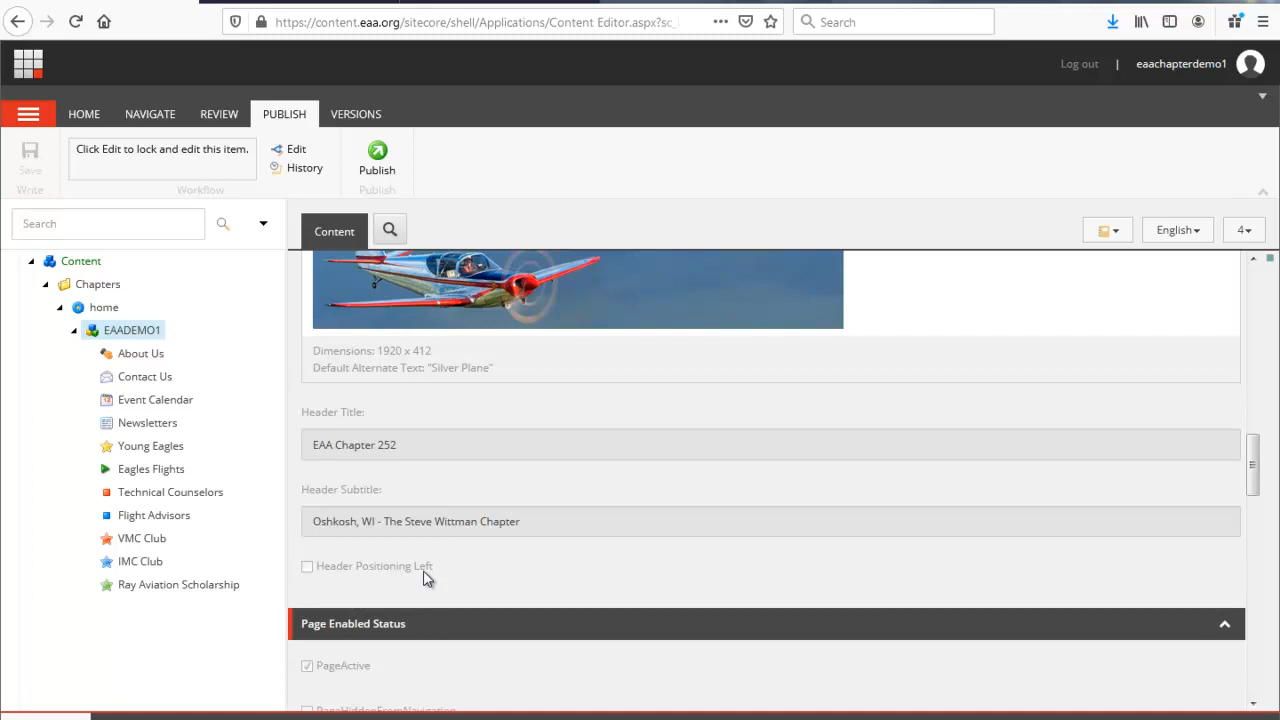 https://content.eaa.org/sitecore/shell/Applications/Content Editor.aspx?sc_
Search
Log out | eaachapterdemo1
HOME NAVIGATE REVIEW PUBLISH VERSIONS
Save
Write
Click Edit to lock and edit this item.
Edit
History
Workflow
Publish
Publish
Search
Content
English
4
Content
Chapters
home
EAADEMO1
About Us
Contact Us
Event Calendar
Newsletters
Young Eagles
Eagles Flights
Technical Counselors
Flight Advisors
VMC Club
IMC Club
Ray Aviation Scholarship
Dimensions: 1920 x 412
Default Alternate Text: "Silver Plane"
Header Title:
EAA Chapter 252
Header Subtitle:
Oshkosh, WI - The Steve Wittman Chapter
Header Positioning Left
Page Enabled Status
PageActive
PageHiddenFromNavigation